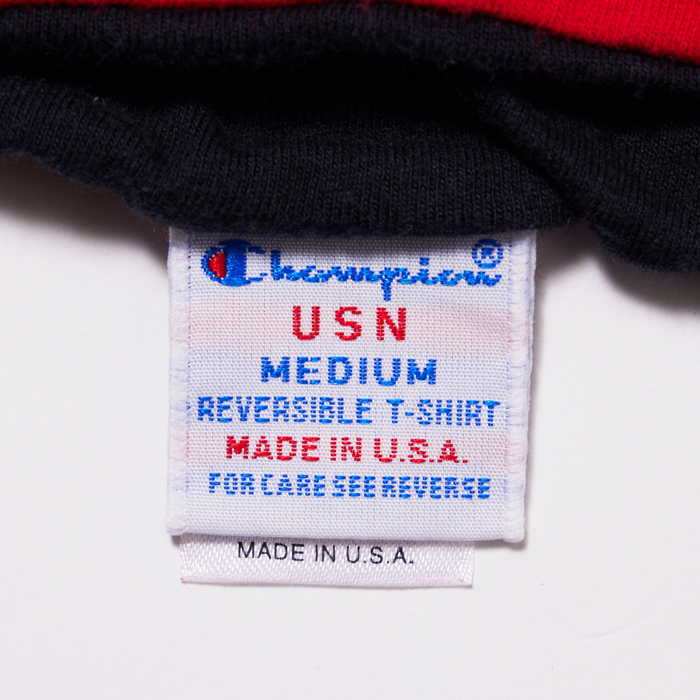 Champion®
USN
MEDIUM
REVERSIBLE T-SHIRT
MADE IN U.S.A.
FOR CARE SEE REVERSE
MADE IN U.S.A.